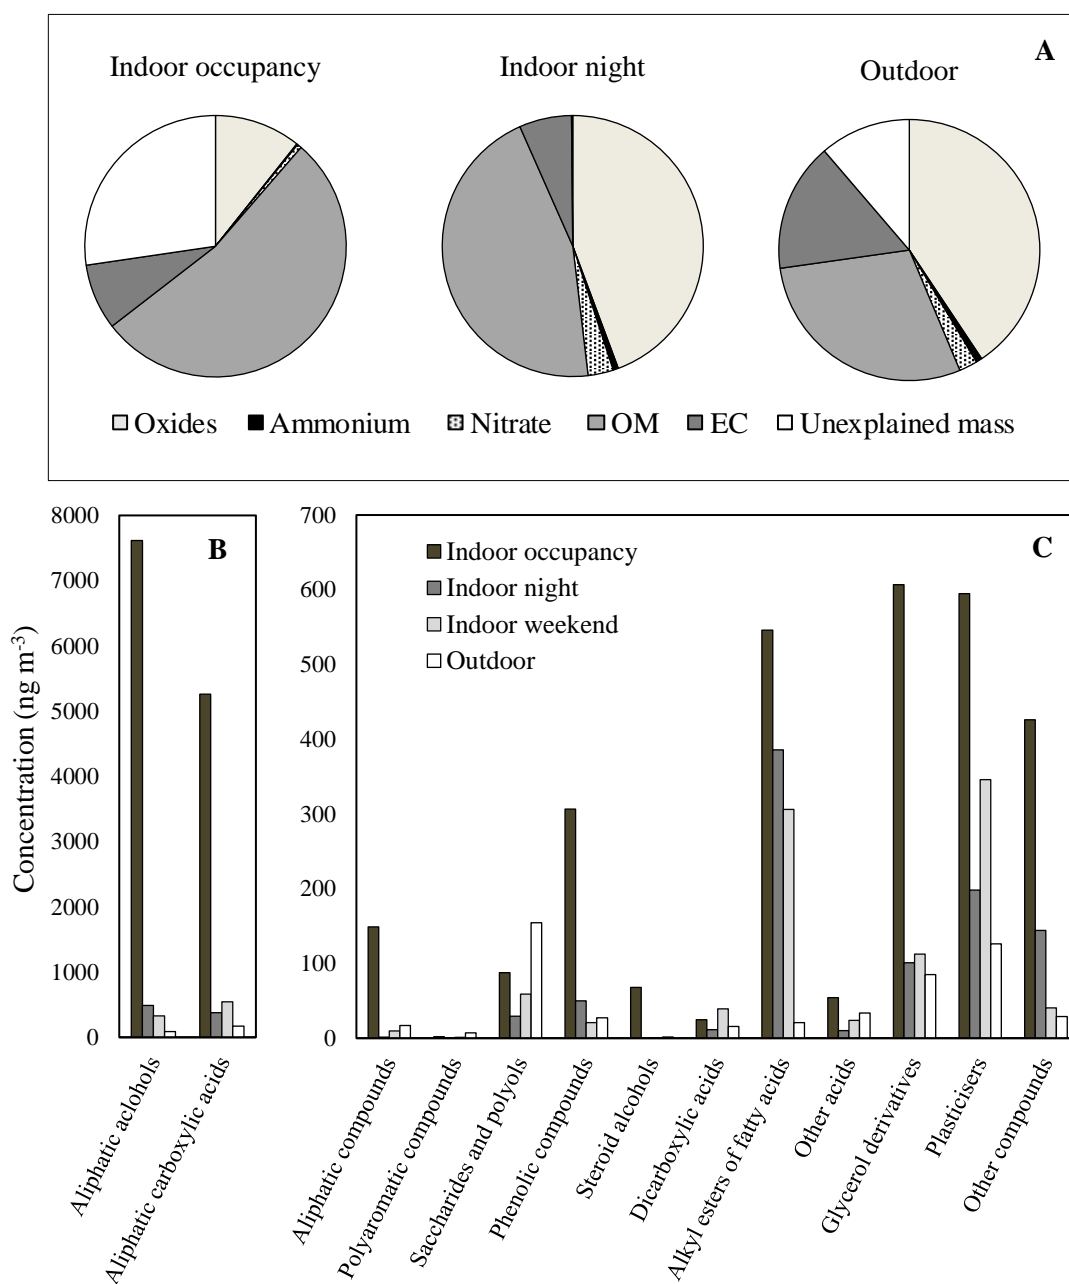 A
Indoor occupancy
Indoor night
Outdoor
Oxides
Ammonium
Nitrate
OM
EC
Unexplained mass
B
Concentration (ng m-3)
8000
7000
6000
5000
4000
3000
2000
1000
0
Aliphatic aclohols
Aliphatic carboxylic acids
C
700
600
500
400
300
200
100
0
Indoor occupancy
Indoor night
Indoor weekend
Outdoor
Aliphatic compounds
Polyaromatic compounds
Saccharides and polyols
Phenolic compounds
Steroid alcohols
Dicarboxylic acids
Alkyl esters of fatty acids
Other acids
Glycerol derivatives
Plasticisers
Other compounds